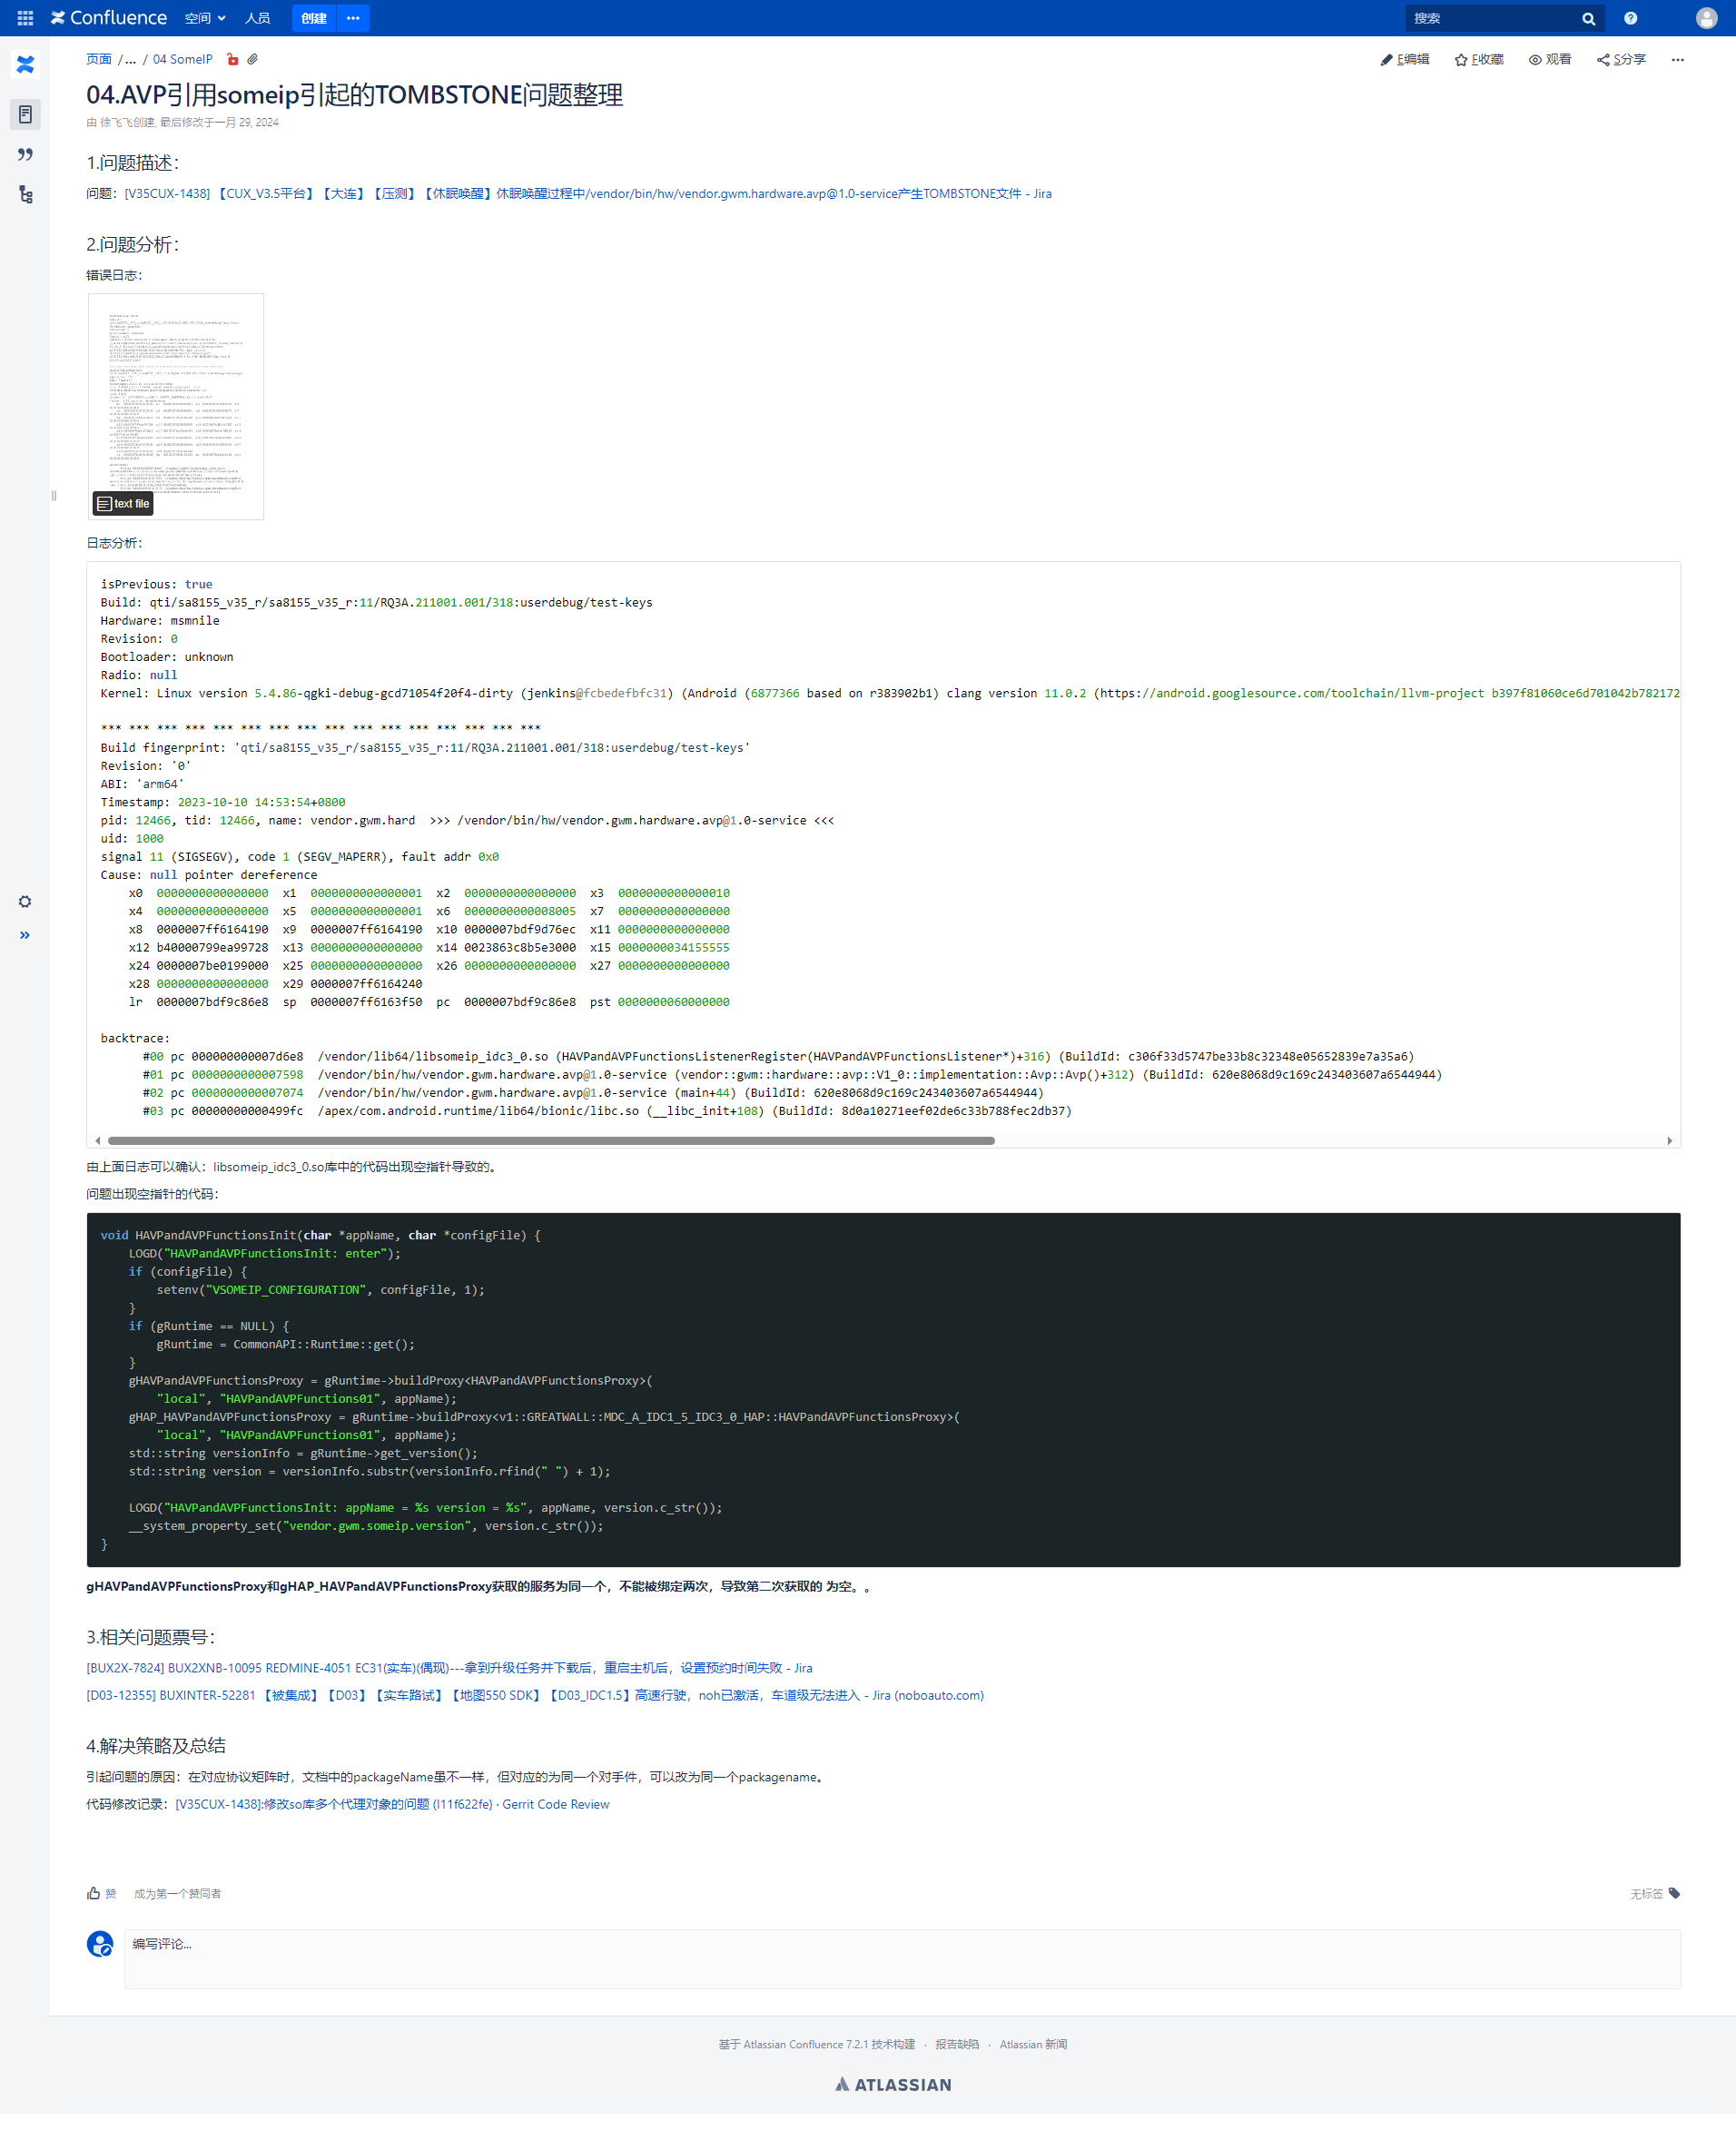 Confluence 空间 人员 创建 ··· 搜索
页面 /... / 04 SomeIP
E编辑 F收藏 观看 S分享 ···
04.AVP引用someip引起的TOMBSTONE问题整理
由 徐飞飞创建, 最后修改于一月 29, 2024
1.问题描述：
问题：[V35CUX-1438] 【CUX_V3.5平台】【大连】【压测】【休眠唤醒】休眠唤醒过程中/vendor/bin/hw/vendor.gwm.hardware.avp@1.0-service产生TOMBSTONE文件 - Jira
2.问题分析：
错误日志：
text file
日志分析：
isPrevious: true
Build: qti/sa8155_v35_r/sa8155_v35_r:11/RQ3A.211001.001/318:userdebug/test-keys
Hardware: msmnile
Revision: 0
Bootloader: unknown
Radio: null
Kernel: Linux version 5.4.86-qgki-debug-gcd71054f20f4-dirty (jenkins@fcbedefbfc31) (Android (6877366 based on r383902b1) clang version 11.0.2 (https://android.googlesource.com/toolchain/llvm-project b397f81060ce6d701042b782172
*** *** *** *** *** *** *** *** *** *** *** *** *** *** *** ***
Build fingerprint: 'qti/sa8155_v35_r/sa8155_v35_r:11/RQ3A.211001.001/318:userdebug/test-keys'
Revision: '0'
ABI: 'arm64'
Timestamp: 2023-10-10 14:53:54+0800
pid: 12466, tid: 12466, name: vendor.gwm.hard  >>> /vendor/bin/hw/vendor.gwm.hardware.avp@1.0-service <<<
uid: 1000
signal 11 (SIGSEGV), code 1 (SEGV_MAPERR), fault addr 0x0
Cause: null pointer dereference
    x0  0000000000000000  x1  0000000000000001  x2  0000000000000000  x3  0000000000000010
    x4  0000000000000000  x5  0000000000000001  x6  0000000000008005  x7  0000000000000000
    x8  0000007ff6164190  x9  0000007ff6164190  x10 0000007bdf9d76ec  x11 0000000000000000
    x12 b40000799ea99728  x13 0000000000000000  x14 0023863c8b5e3000  x15 0000000034155555
    x24 0000007be0199000  x25 0000000000000000  x26 0000000000000000  x27 0000000000000000
    x28 0000000000000000  x29 0000007ff6164240
    lr  0000007bdf9c86e8  sp  0000007ff6163f50  pc  0000007bdf9c86e8  pst 0000000060000000
backtrace:
      #00 pc 000000000007d6e8  /vendor/lib64/libsomeip_idc3_0.so (HAVPandAVPFunctionsListenerRegister(HAVPandAVPFunctionsListener*)+316) (BuildId: c306f33d5747be33b8c32348e05652839e7a35a6)
      #01 pc 0000000000007598  /vendor/bin/hw/vendor.gwm.hardware.avp@1.0-service (vendor::gwm::hardware::avp::V1_0::implementation::Avp::Avp()+312) (BuildId: 620e8068d9c169c243403607a6544944)
      #02 pc 0000000000007074  /vendor/bin/hw/vendor.gwm.hardware.avp@1.0-service (main+44) (BuildId: 620e8068d9c169c243403607a6544944)
      #03 pc 00000000000499fc  /apex/com.android.runtime/lib64/bionic/libc.so (__libc_init+108) (BuildId: 8d0a10271eef02de6c33b788fec2db37)
由上面日志可以确认：libsomeip_idc3_0.so库中的代码出现空指针导致的。
问题出现空指针的代码：
void HAVPandAVPFunctionsInit(char *appName, char *configFile) {
    LOGD("HAVPandAVPFunctionsInit: enter");
    if (configFile) {
        setenv("VSOMEIP_CONFIGURATION", configFile, 1);
    }
    if (gRuntime == NULL) {
        gRuntime = CommonAPI::Runtime::get();
    }
    gHAVPandAVPFunctionsProxy = gRuntime->buildProxy<HAVPandAVPFunctionsProxy>(
        "local", "HAVPandAVPFunctions01", appName);
    gHAP_HAVPandAVPFunctionsProxy = gRuntime->buildProxy<v1::GREATWALL::MDC_A_IDC1_5_IDC3_0_HAP::HAVPandAVPFunctionsProxy>(
        "local", "HAVPandAVPFunctions01", appName);
    std::string versionInfo = gRuntime->get_version();
    std::string version = versionInfo.substr(versionInfo.rfind(" ") + 1);
    LOGD("HAVPandAVPFunctionsInit: appName = %s version = %s", appName, version.c_str());
    __system_property_set("vendor.gwm.someip.version", version.c_str());
}
gHAVPandAVPFunctionsProxy和gHAP_HAVPandAVPFunctionsProxy获取的服务为同一个，不能被绑定两次，导致第二次获取的 为空。。
3.相关问题票号：
[BUX2X-7824] BUX2XNB-10095 REDMINE-4051 EC31(实车)(偶现)---拿到升级任务并下载后，重启主机后，设置预约时间失败 - Jira
[D03-12355] BUXINTER-52281 【被集成】【D03】【实车路试】【地图550 SDK】【D03_IDC1.5】高速行驶，noh已激活，车道级无法进入 - Jira (noboauto.com)
4.解决策略及总结
引起问题的原因：在对应协议矩阵时，文档中的packageName虽不一样，但对应的为同一个对手件，可以改为同一个packagename。
代码修改记录：[V35CUX-1438]:修改so库多个代理对象的问题 (I11f622fe) · Gerrit Code Review
赞 成为第一个赞同者 无标签
编写评论...
基于 Atlassian Confluence 7.2.1 技术构建 · 报告缺陷 · Atlassian 新闻
ATLASSIAN